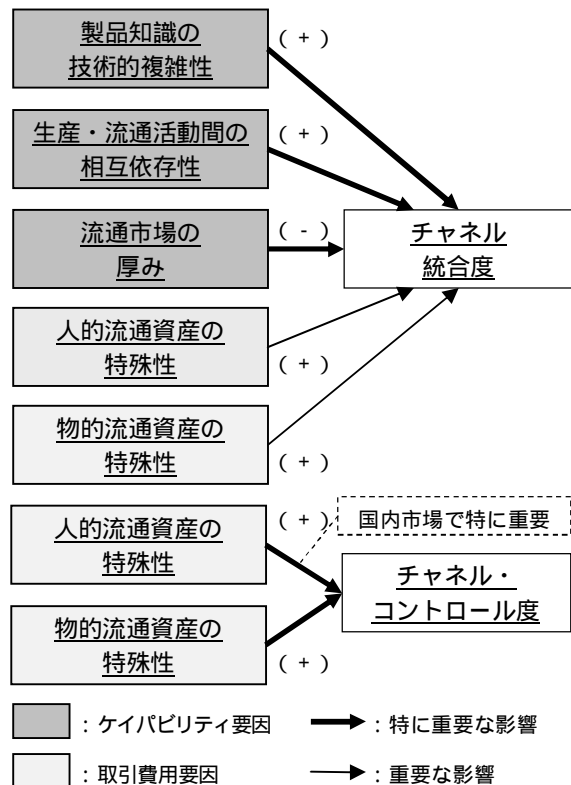 製品知識の
技術的複雑性
( + )
生産・流通活動間の
相互依存性
( + )
流通市場の
厚み
( - )
チャネル
統合度
人的流通資産の
特殊性
( + )
物的流通資産の
特殊性
( + )
人的流通資産の
特殊性
( + )
国内市場で特に重要
チャネル・
コントロール度
物的流通資産の
特殊性
( + )
：ケイパビリティ要因
：特に重要な影響
：取引費用要因
：重要な影響